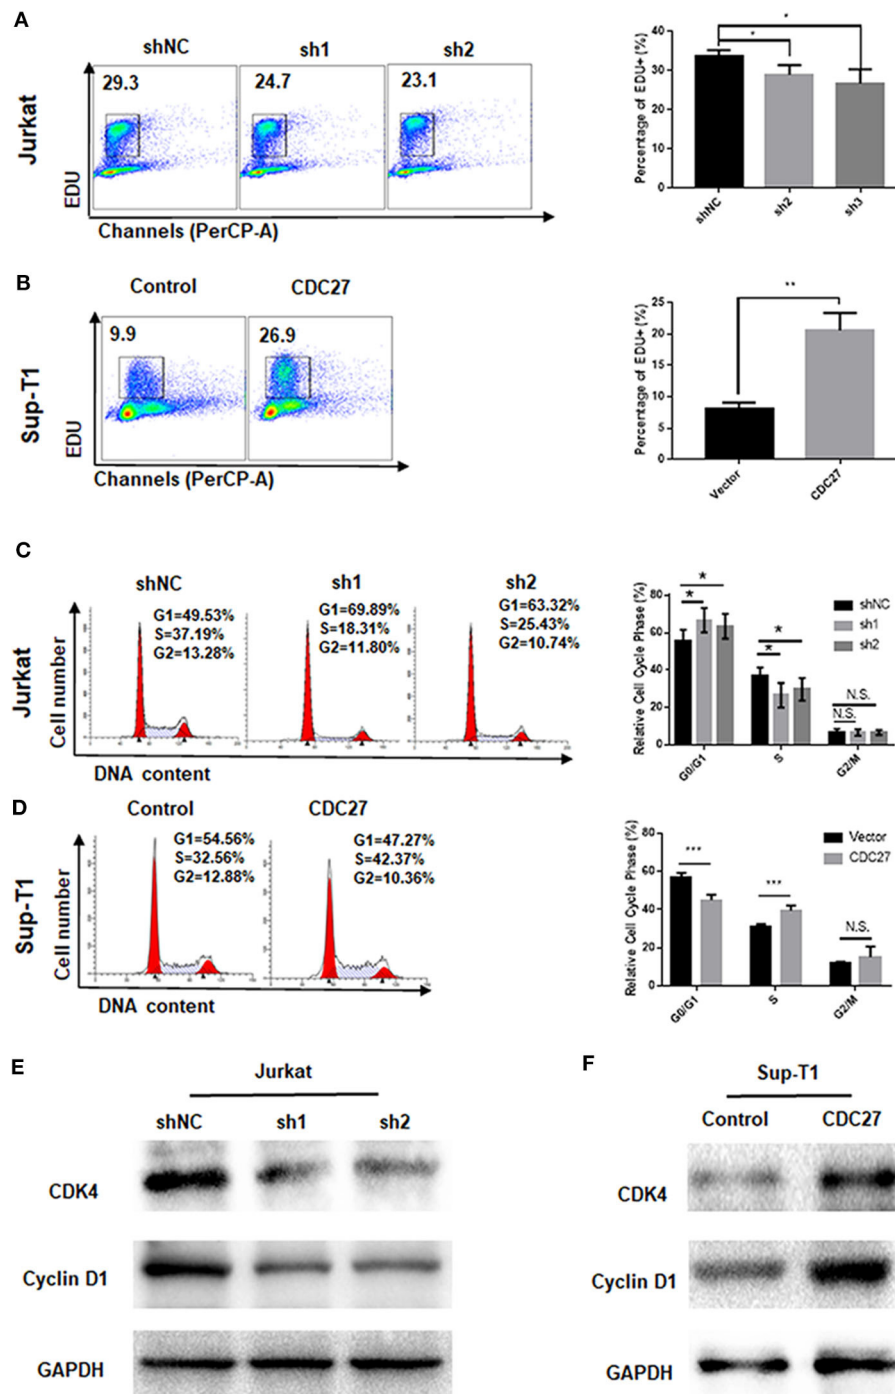 A
shNC sh1 sh2
Jurkat
29.3 24.7 23.1
EDU
Channels (PerCP-A)
Percentage of EDU+ (%)
40
30
20
10
0
*
*
shNC sh2 sh3
B
Control CDC27
Sup-T1
9.9 26.9
EDU
Channels (PerCP-A)
Percentage of EDU+ (%)
25
20
15
10
5
0
**
Vector CDC27
C
shNC sh1 sh2
Jurkat
G1=49.53%
S=37.19%
G2=13.28%
G1=69.89%
S=18.31%
G2=11.80%
G1=63.32%
S=25.43%
G2=10.74%
Cell number
DNA content
Relative Cell Cycle Phase (%)
80
60
40
20
0
*
*
*
*
N.S.
N.S.
shNC
sh1
sh2
G0/G1 S G2/M
D
Control CDC27
Sup-T1
G1=54.56%
S=32.56%
G2=12.88%
G1=47.27%
S=42.37%
G2=10.36%
Cell number
DNA content
Relative Cell Cycle Phase (%)
80
60
40
20
0
***
***
N.S.
Vector
CDC27
G0/G1 S G2/M
E
Jurkat
shNC sh1 sh2
CDK4
Cyclin D1
GAPDH
F
Sup-T1
Control CDC27
CDK4
Cyclin D1
GAPDH